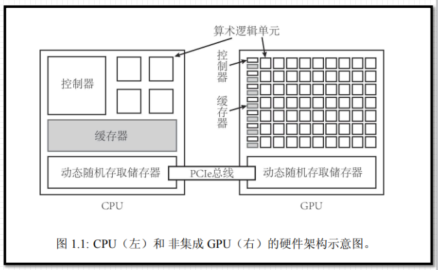 算术逻辑单元
控制器
控制器
缓存器
缓存器
动态随机存取储存器
PCIe总线
动态随机存取储存器
CPU
GPU
图 1.1: CPU（左）和 非集成 GPU（右）的硬件架构示意图。